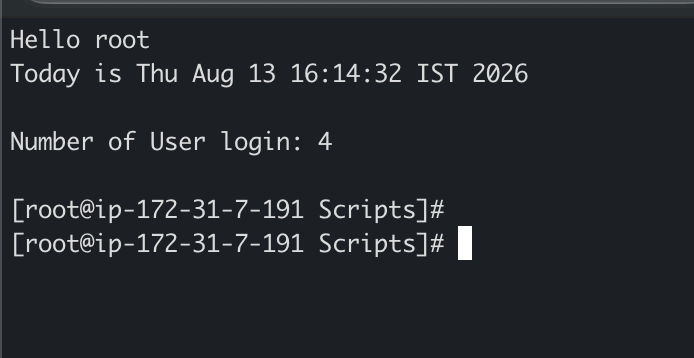 Hello root
Today is Thu Aug 13 16:14:32 IST 2026
Number of User login: 4
[root@ip-172-31-7-191 Scripts]#
[root@ip-172-31-7-191 Scripts]#